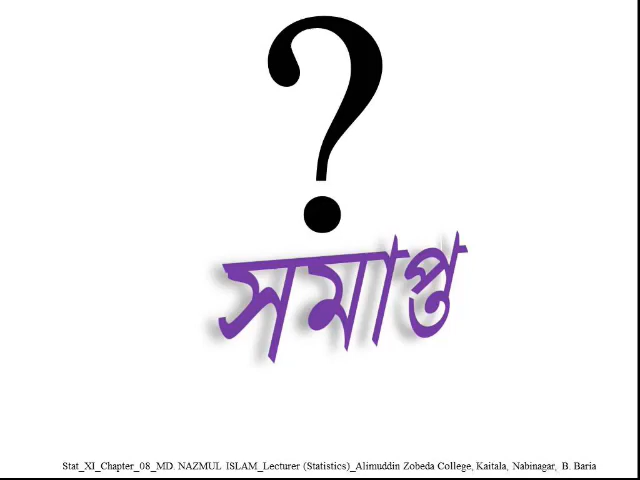 ?
সমাপ্ত
Stat_XI_Chapter_08_MD. NAZMUL ISLAM_Lecturer (Statistics)_Alimuddin Zobeda College, Kaitala, Nabinagar, B. Baria